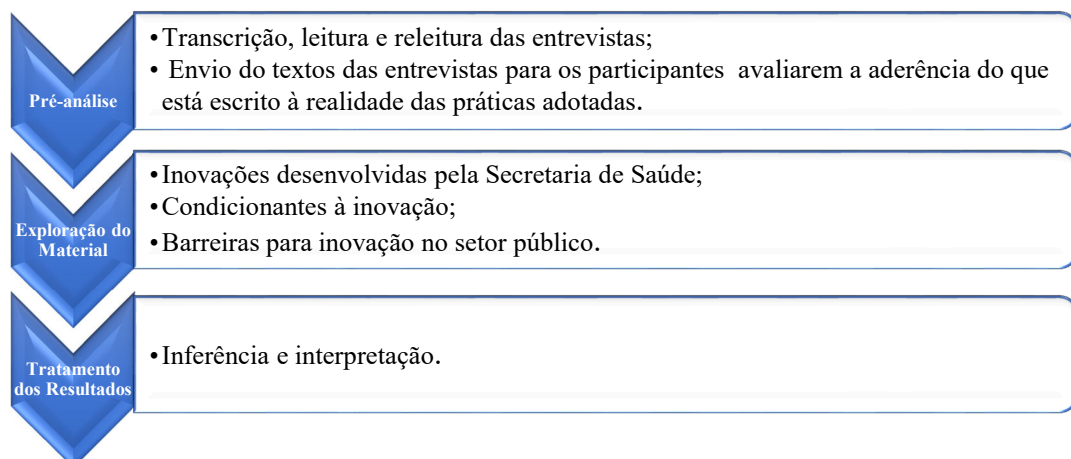 Pré-análise
•Transcrição, leitura e releitura das entrevistas;
• Envio do textos das entrevistas para os participantes avaliarem a aderência do que
está escrito à realidade das práticas adotadas.
Exploração do
Material
•Inovações desenvolvidas pela Secretaria de Saúde;
•Condicionantes à inovação;
•Barreiras para inovação no setor público.
Tratamento
dos Resultados
•Inferência e interpretação.